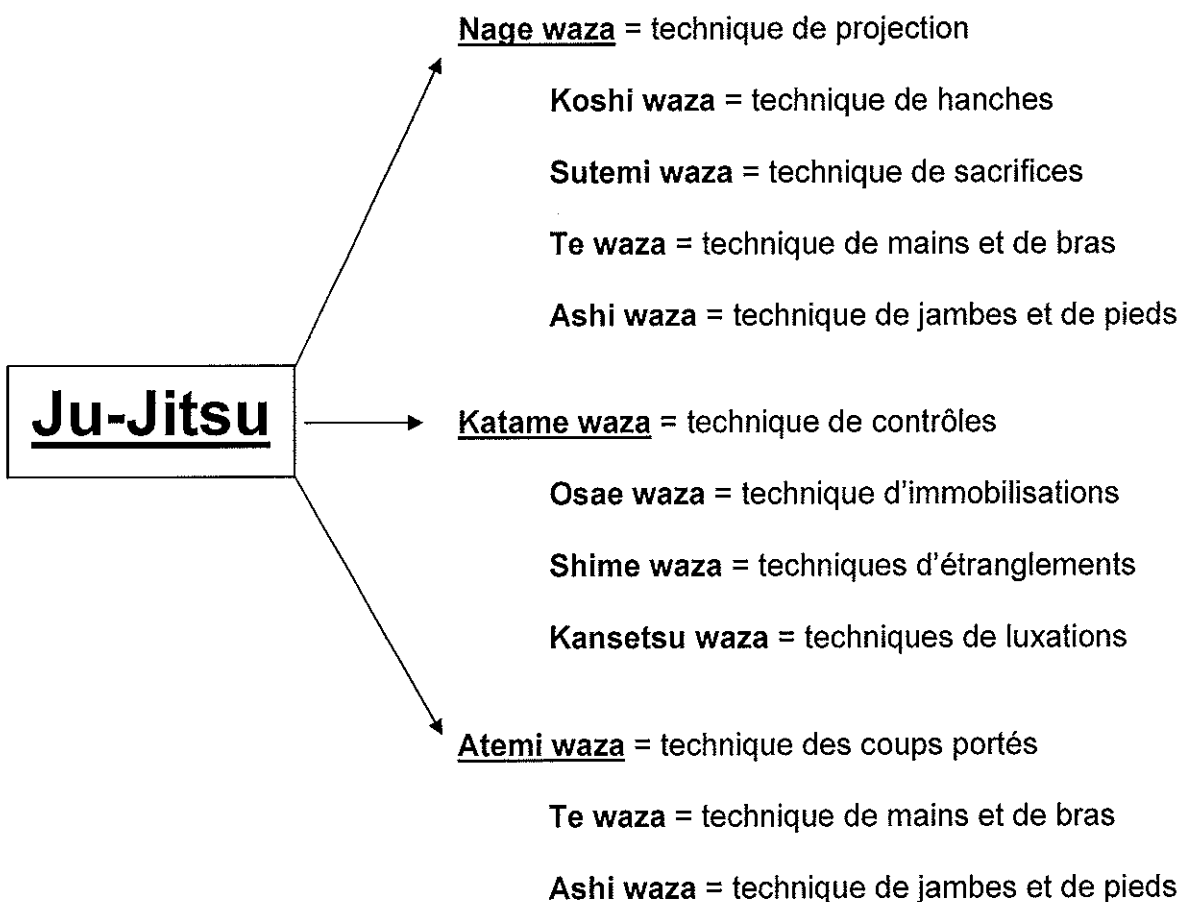 Nage waza = technique de projection
Koshi waza = technique de hanches
Sutemi waza = technique de sacrifices
Te waza = technique de mains et de bras
Ashi waza = technique de jambes et de pieds
Ju-Jitsu
Katame waza = technique de contrôles
Osae waza = technique d'immobilisations
Shime waza = techniques d'étranglements
Kansetsu waza = techniques de luxations
Atemi waza = technique des coups portés
Te waza = technique de mains et de bras
Ashi waza = technique de jambes et de pieds